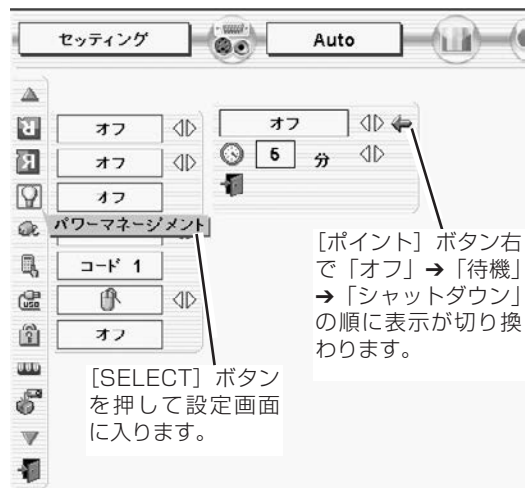 セッティング
Auto
オフ
オフ
オフ
パワーマネージメント
コード 1
オフ
オフ
5 分
[ポイント] ボタン右
で「オフ」➔「待機」
➔「シャットダウン」
の順に表示が切り換
わります。
[SELECT] ボタン
を押して設定画面
に入ります。